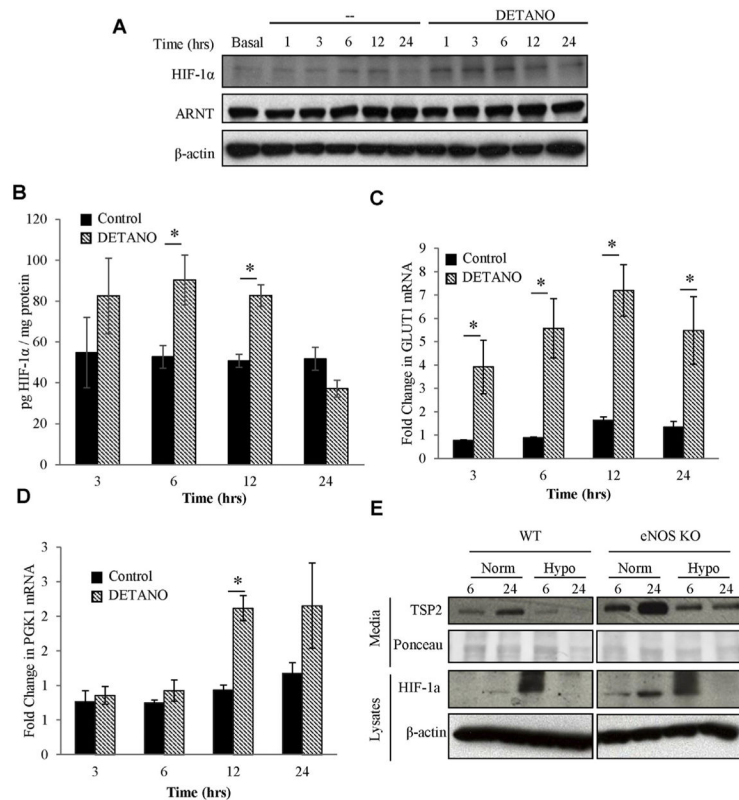 A
-- DETANO
Time (hrs) Basal 1 3 6 12 24 1 3 6 12 24
HIF-1α
ARNT
β-actin
B
120
100
80
60
40
20
0
pg HIF-1α / mg protein
Control
DETANO
* *
3 6 12 24
Time (hrs)
C
9
8
7
6
5
4
3
2
1
0
Fold Change in GLUT1 mRNA
Control
DETANO
* * * *
3 6 12 24
Time (hrs)
D
3
3
2
2
1
1
0
Fold Change in PGK1 mRNA
Control
DETANO
*
3 6 12 24
Time (hrs)
E
WT eNOS KO
Norm Hypo Norm Hypo
6 24 6 24 6 24 6 24
Media
TSP2
Ponceau
Lysates
HIF-1a
β-actin